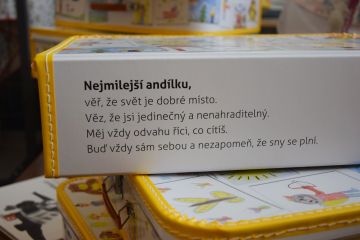 Nejmilejší andílku,
věř, že svět je dobré místo.
Věz, že jsi jedinečný a nenahraditelný.
Měj vždy odvahu říci, co cítíš.
Buď vždy sám sebou a nezapomeň, že sny se plní.